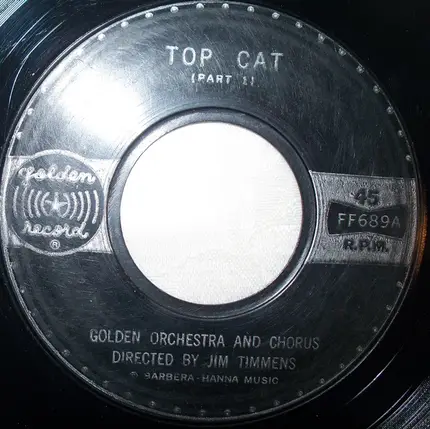 TOP CAT
(PART 1)
golden
record
®
45
FF689A
R.P.M.
GOLDEN ORCHESTRA AND CHORUS
DIRECTED BY JIM TIMMENS
© BARBERA-HANNA MUSIC